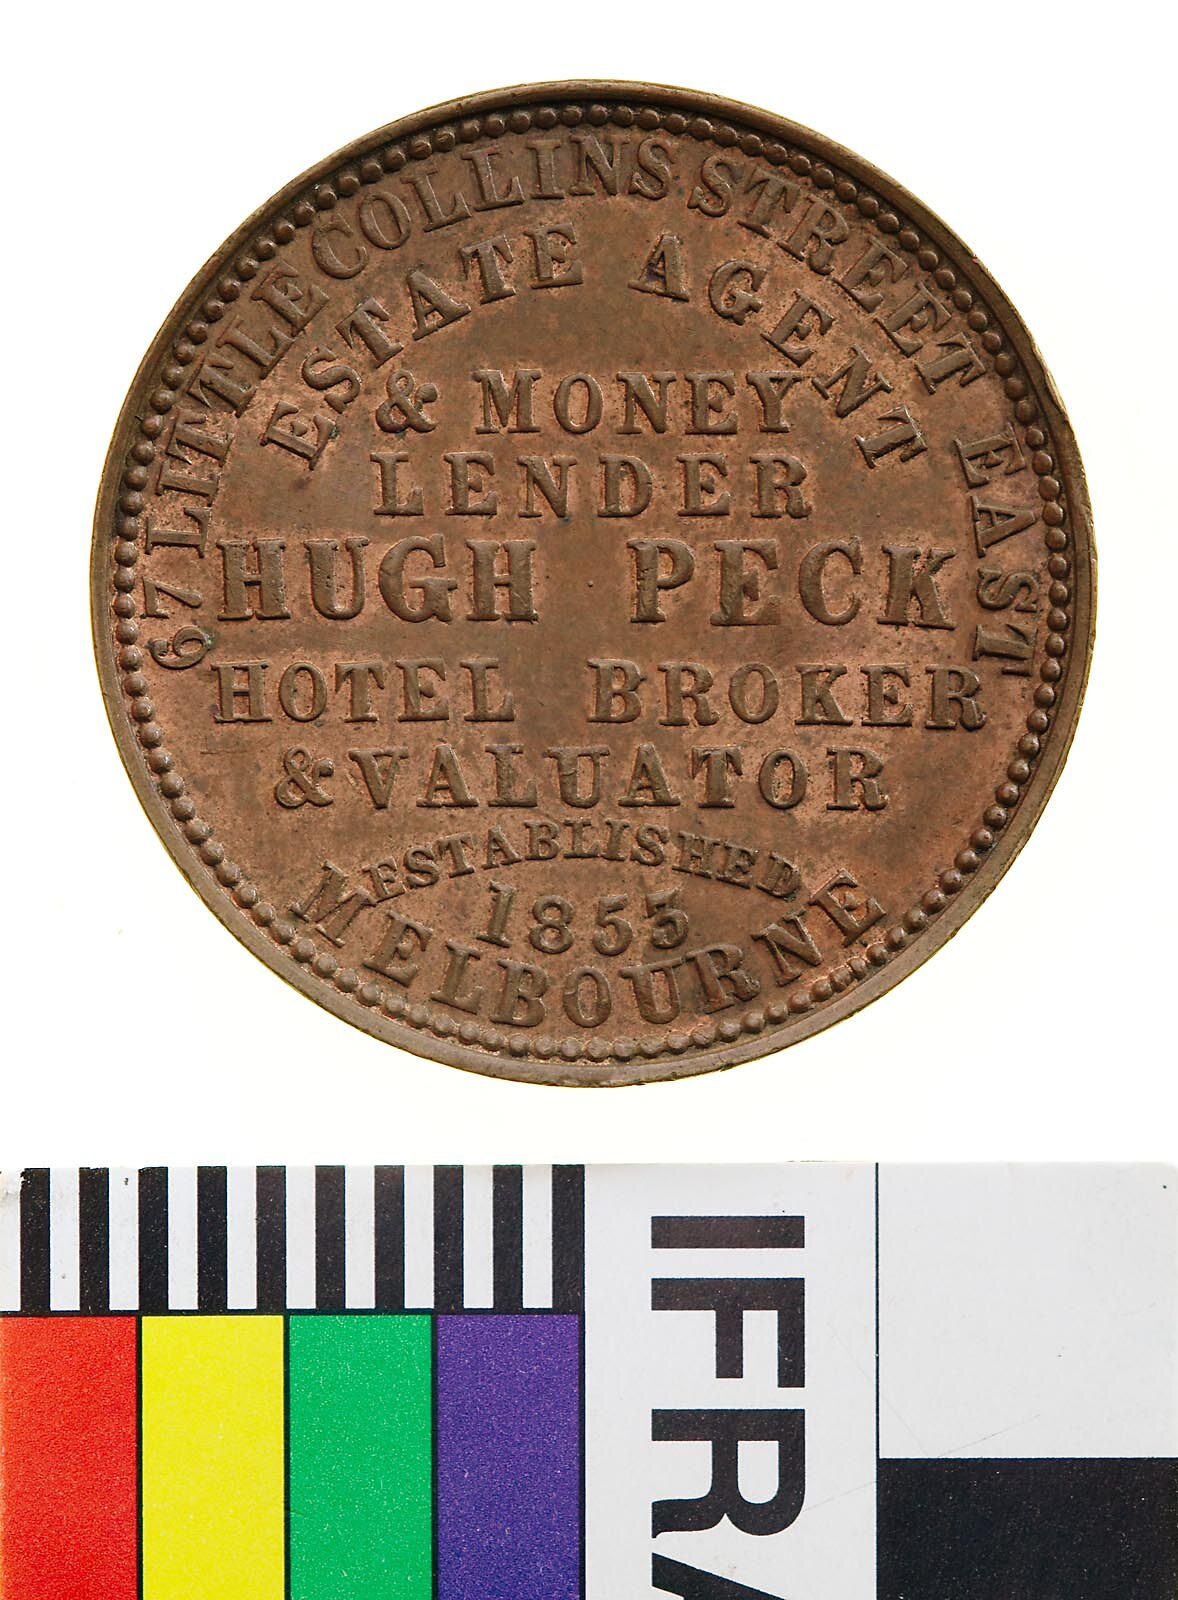 67 LITTLE COLLINS STREET EAST
ESTATE AGENT
& MONEY
LENDER
HUGH PECK
HOTEL BROKER
& VALUATOR
ESTABLISHED
1853
MELBOURNE
IFRA